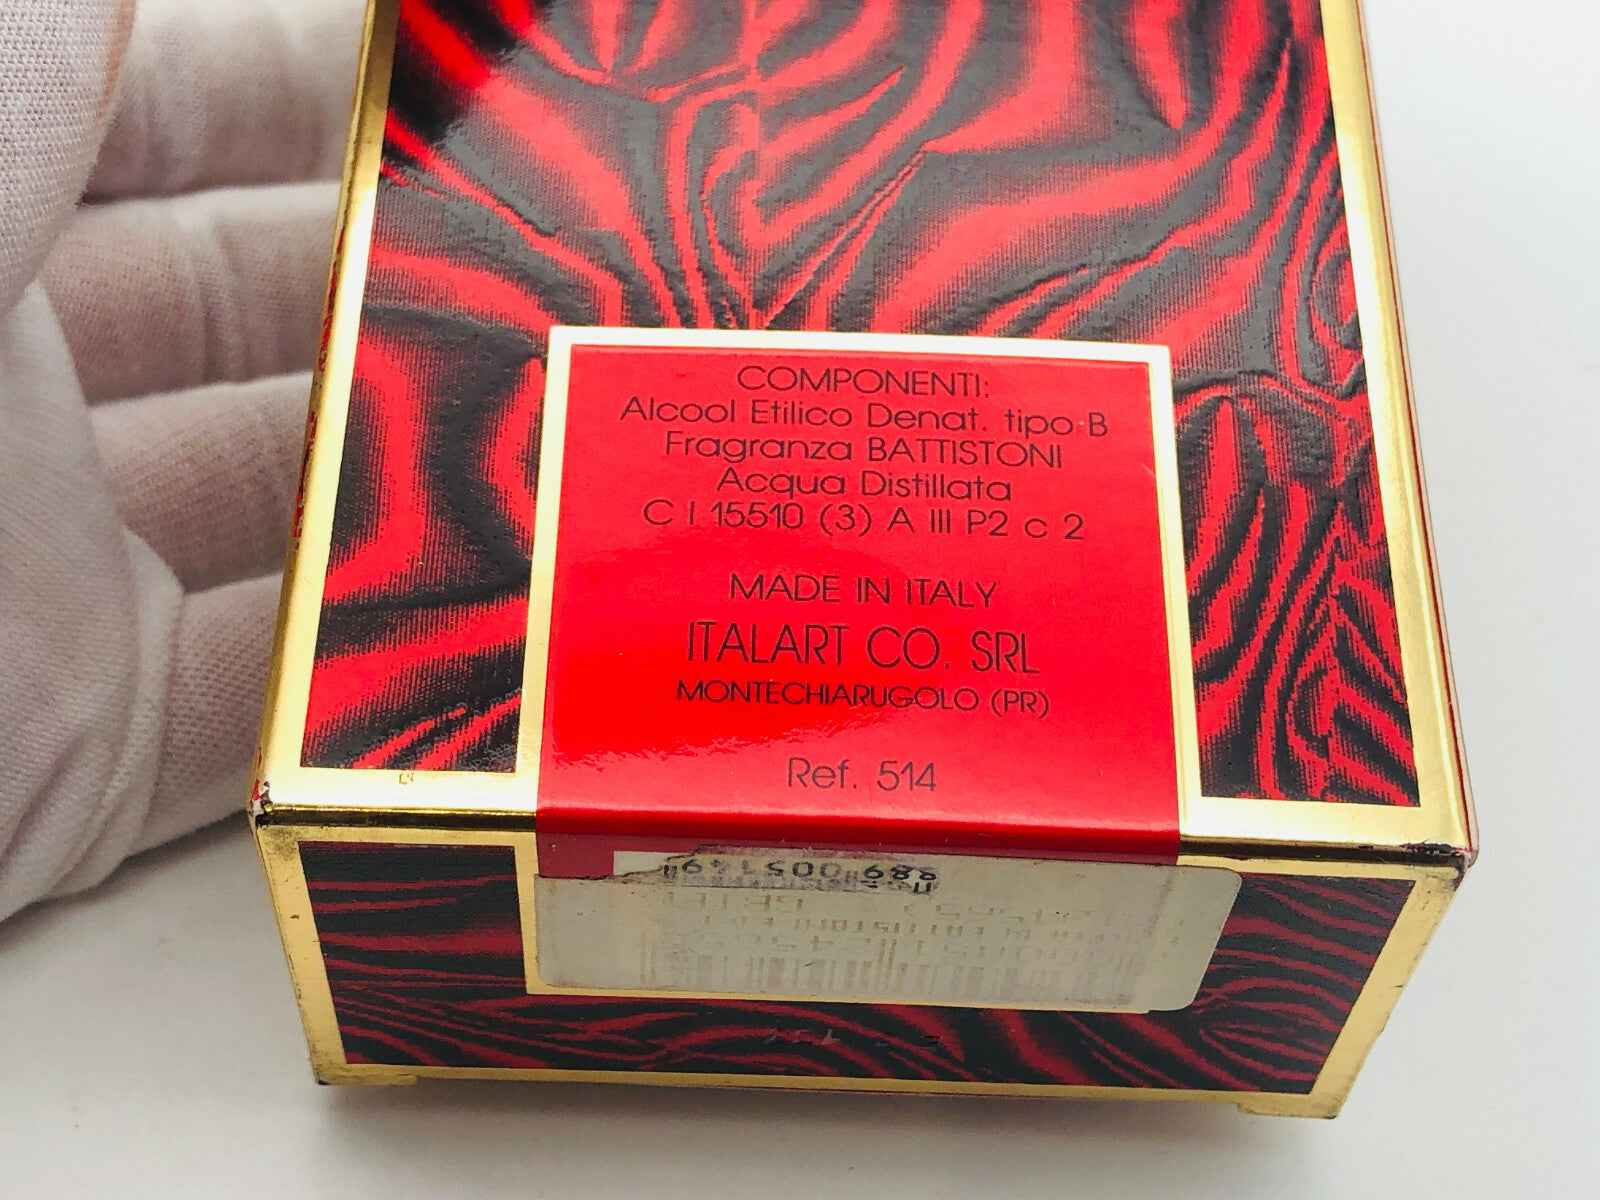 COMPONENTI:
Alcool Etilico Denat. tipo B
Fragranza BATTISTONI
Acqua Distillata
C I 15510 (3) A III P2 c 2
MADE IN ITALY
ITALART CO. SRL
MONTECHIARUGOLO (PR)
Ref. 514